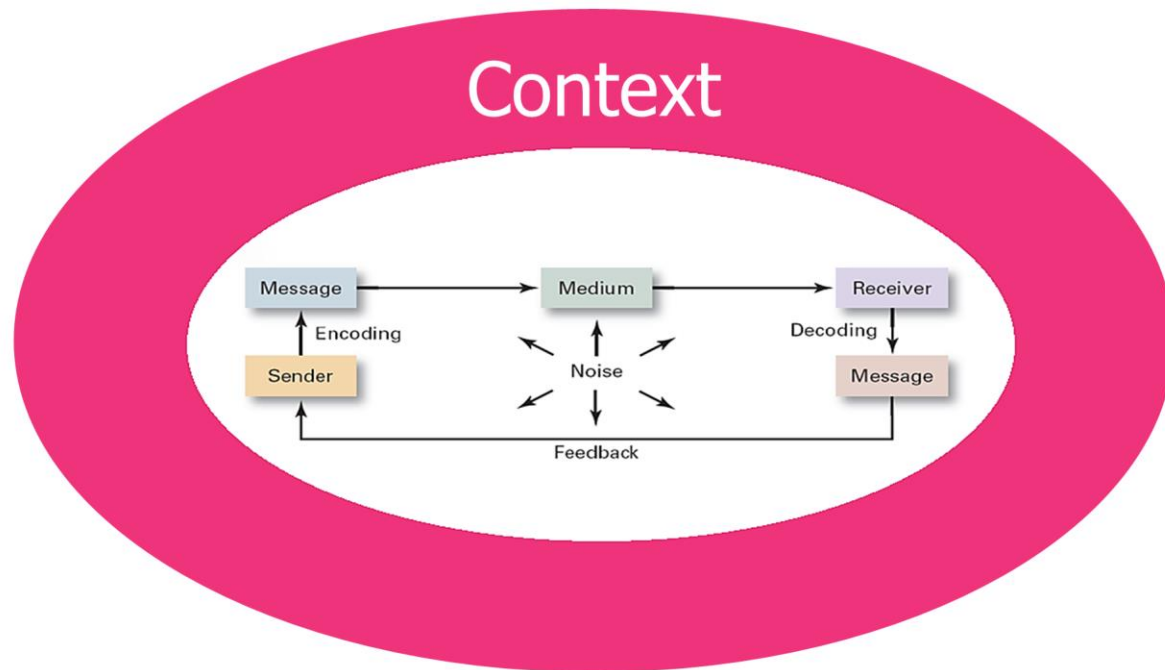 Context
Message
Medium
Receiver
Encoding
Decoding
Sender
Noise
Message
Feedback